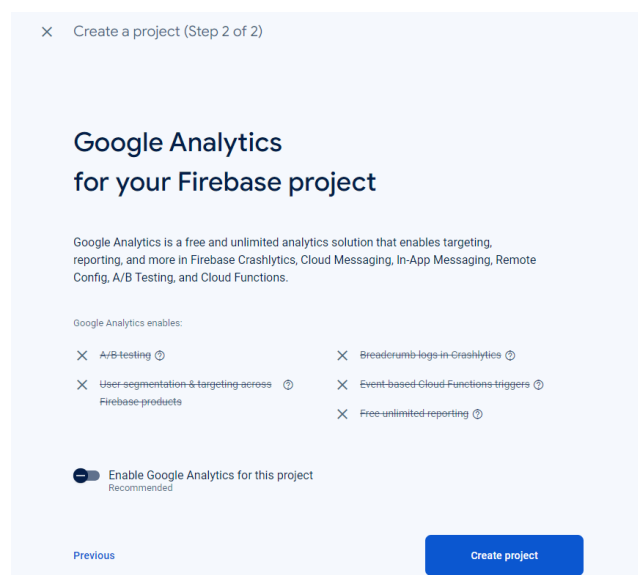 Create a project (Step 2 of 2)
Google Analytics
for your Firebase project
Google Analytics is a free and unlimited analytics solution that enables targeting,
reporting, and more in Firebase Crashlytics, Cloud Messaging, In-App Messaging, Remote
Config, A/B Testing, and Cloud Functions.
Google Analytics enables:
A/B testing
User segmentation & targeting across
Firebase products
Breadcrumb logs in Crashlytics
Event-based Cloud Functions triggers
Free unlimited reporting
Enable Google Analytics for this project
Recommended
Previous
Create project